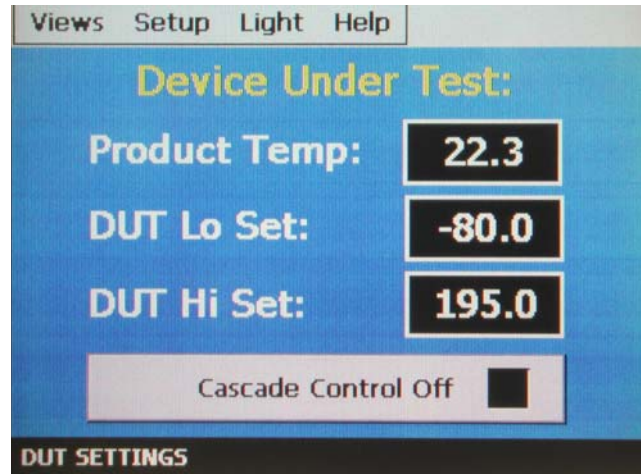 Views Setup Light Help
Device Under Test:
Product Temp: 22.3
DUT Lo Set: -80.0
DUT Hi Set: 195.0
Cascade Control Off
DUT SETTINGS